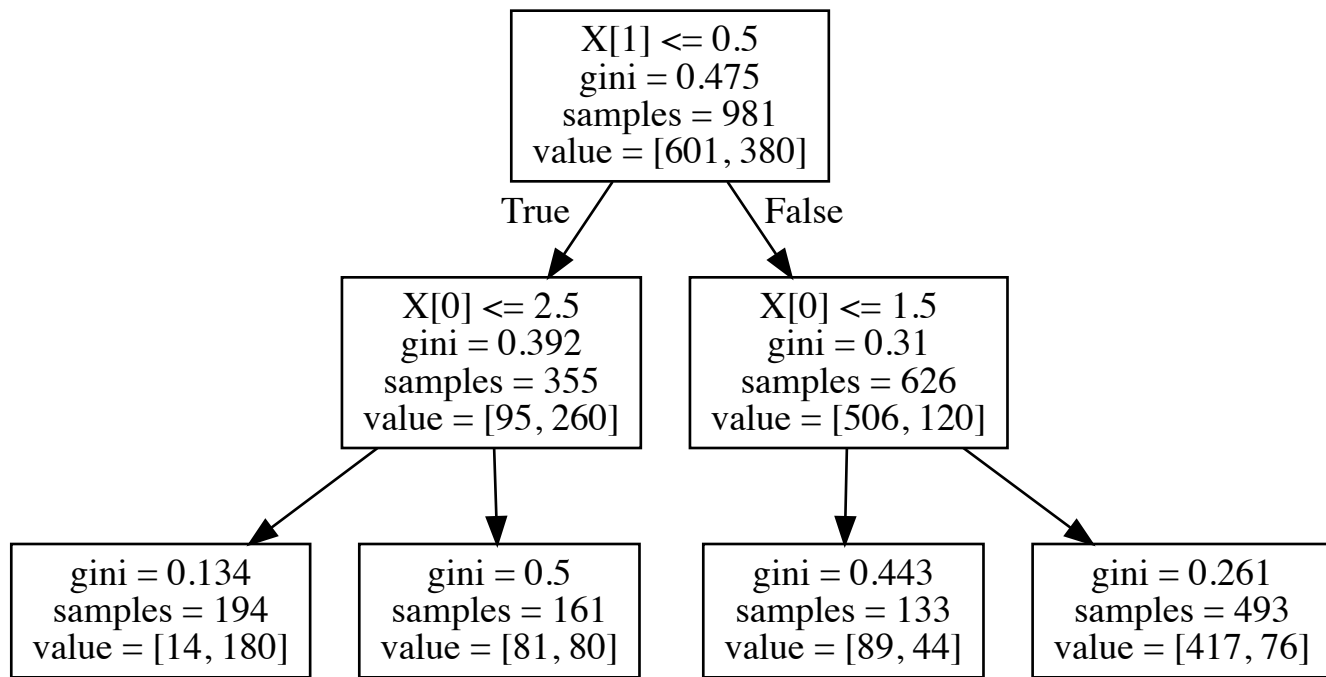 X[1] <= 0.5
gini = 0.475
samples = 981
value = [601, 380]
True
False
X[0] <= 2.5
gini = 0.392
samples = 355
value = [95, 260]
X[0] <= 1.5
gini = 0.31
samples = 626
value = [506, 120]
gini = 0.134
samples = 194
value = [14, 180]
gini = 0.5
samples = 161
value = [81, 80]
gini = 0.443
samples = 133
value = [89, 44]
gini = 0.261
samples = 493
value = [417, 76]